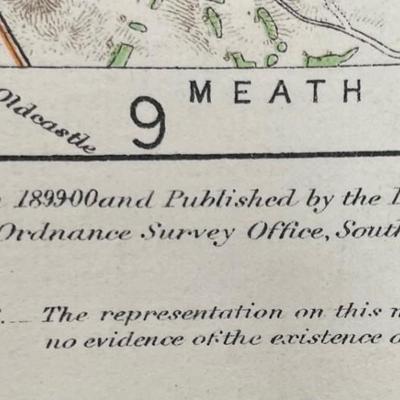 MEATH
Oldcastle
9
1899-00 and Published by the
Ordnance Survey Office, South
The representation on this
no evidence of the existence